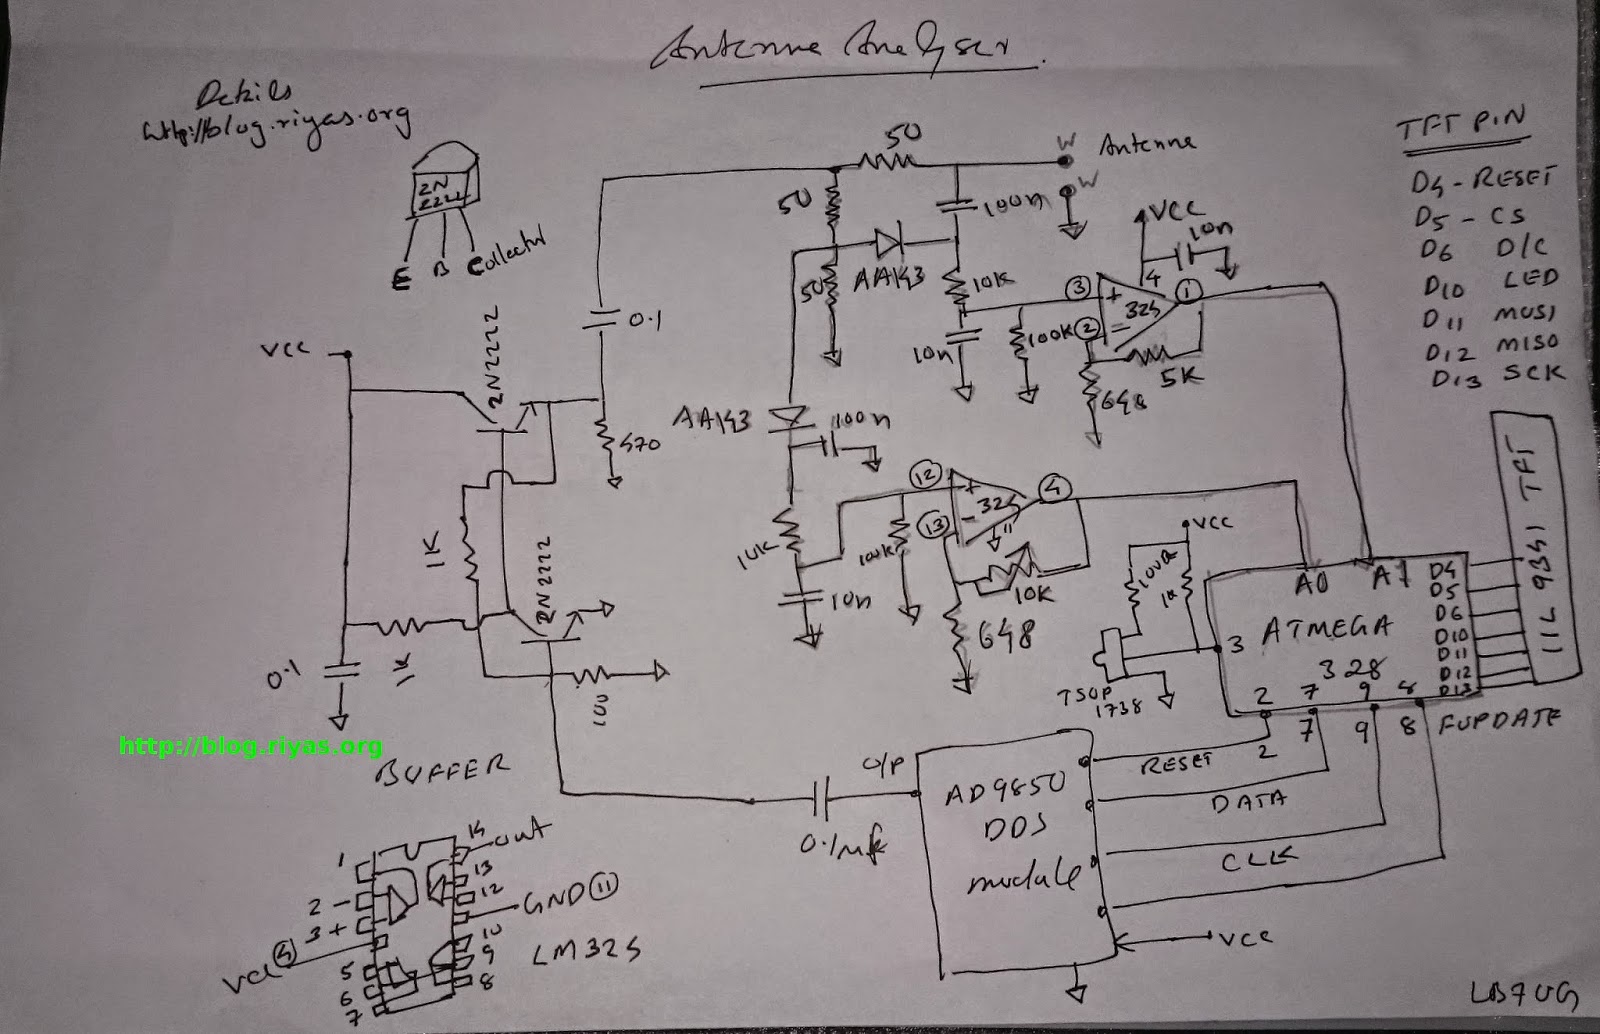 Antenna Analyser
Details
http://blog.riyas.org
2N
2222
E B Collector
50
W Antenna
W
50
50
100n
AA143
10K
VCC
10n
3 + 324 4 1
2 -
100K
10n
5K
648
TFT PIN
D4 - RESET
D5 - CS
D6 D/C
D10 LED
D11 MOSI
D12 MISO
D13 SCK
VCC
2N2222
0.1
470
1K
2N2222
0.1
1K
100
http://blog.riyas.org
BUFFER
AA143
100n
10K
12 + 324 4
13 - 11
100K
10n
10K
648
VCC
100R
1K
TSOP
1738
A0 A1
ATMEGA
328
3
D4
D5
D6
D10
D11
D12
D13
2 7 9 8
2 7 9 8 FUPDATE
ILI 9341 TFT
0.1mf
O/P
AD9850
DDS
module
RESET
DATA
CLK
VCC
1 14 out
2 - 13
3 + 12
VCC 4 GND 11
5 10
6 9
7 8
LM324
LB7UG